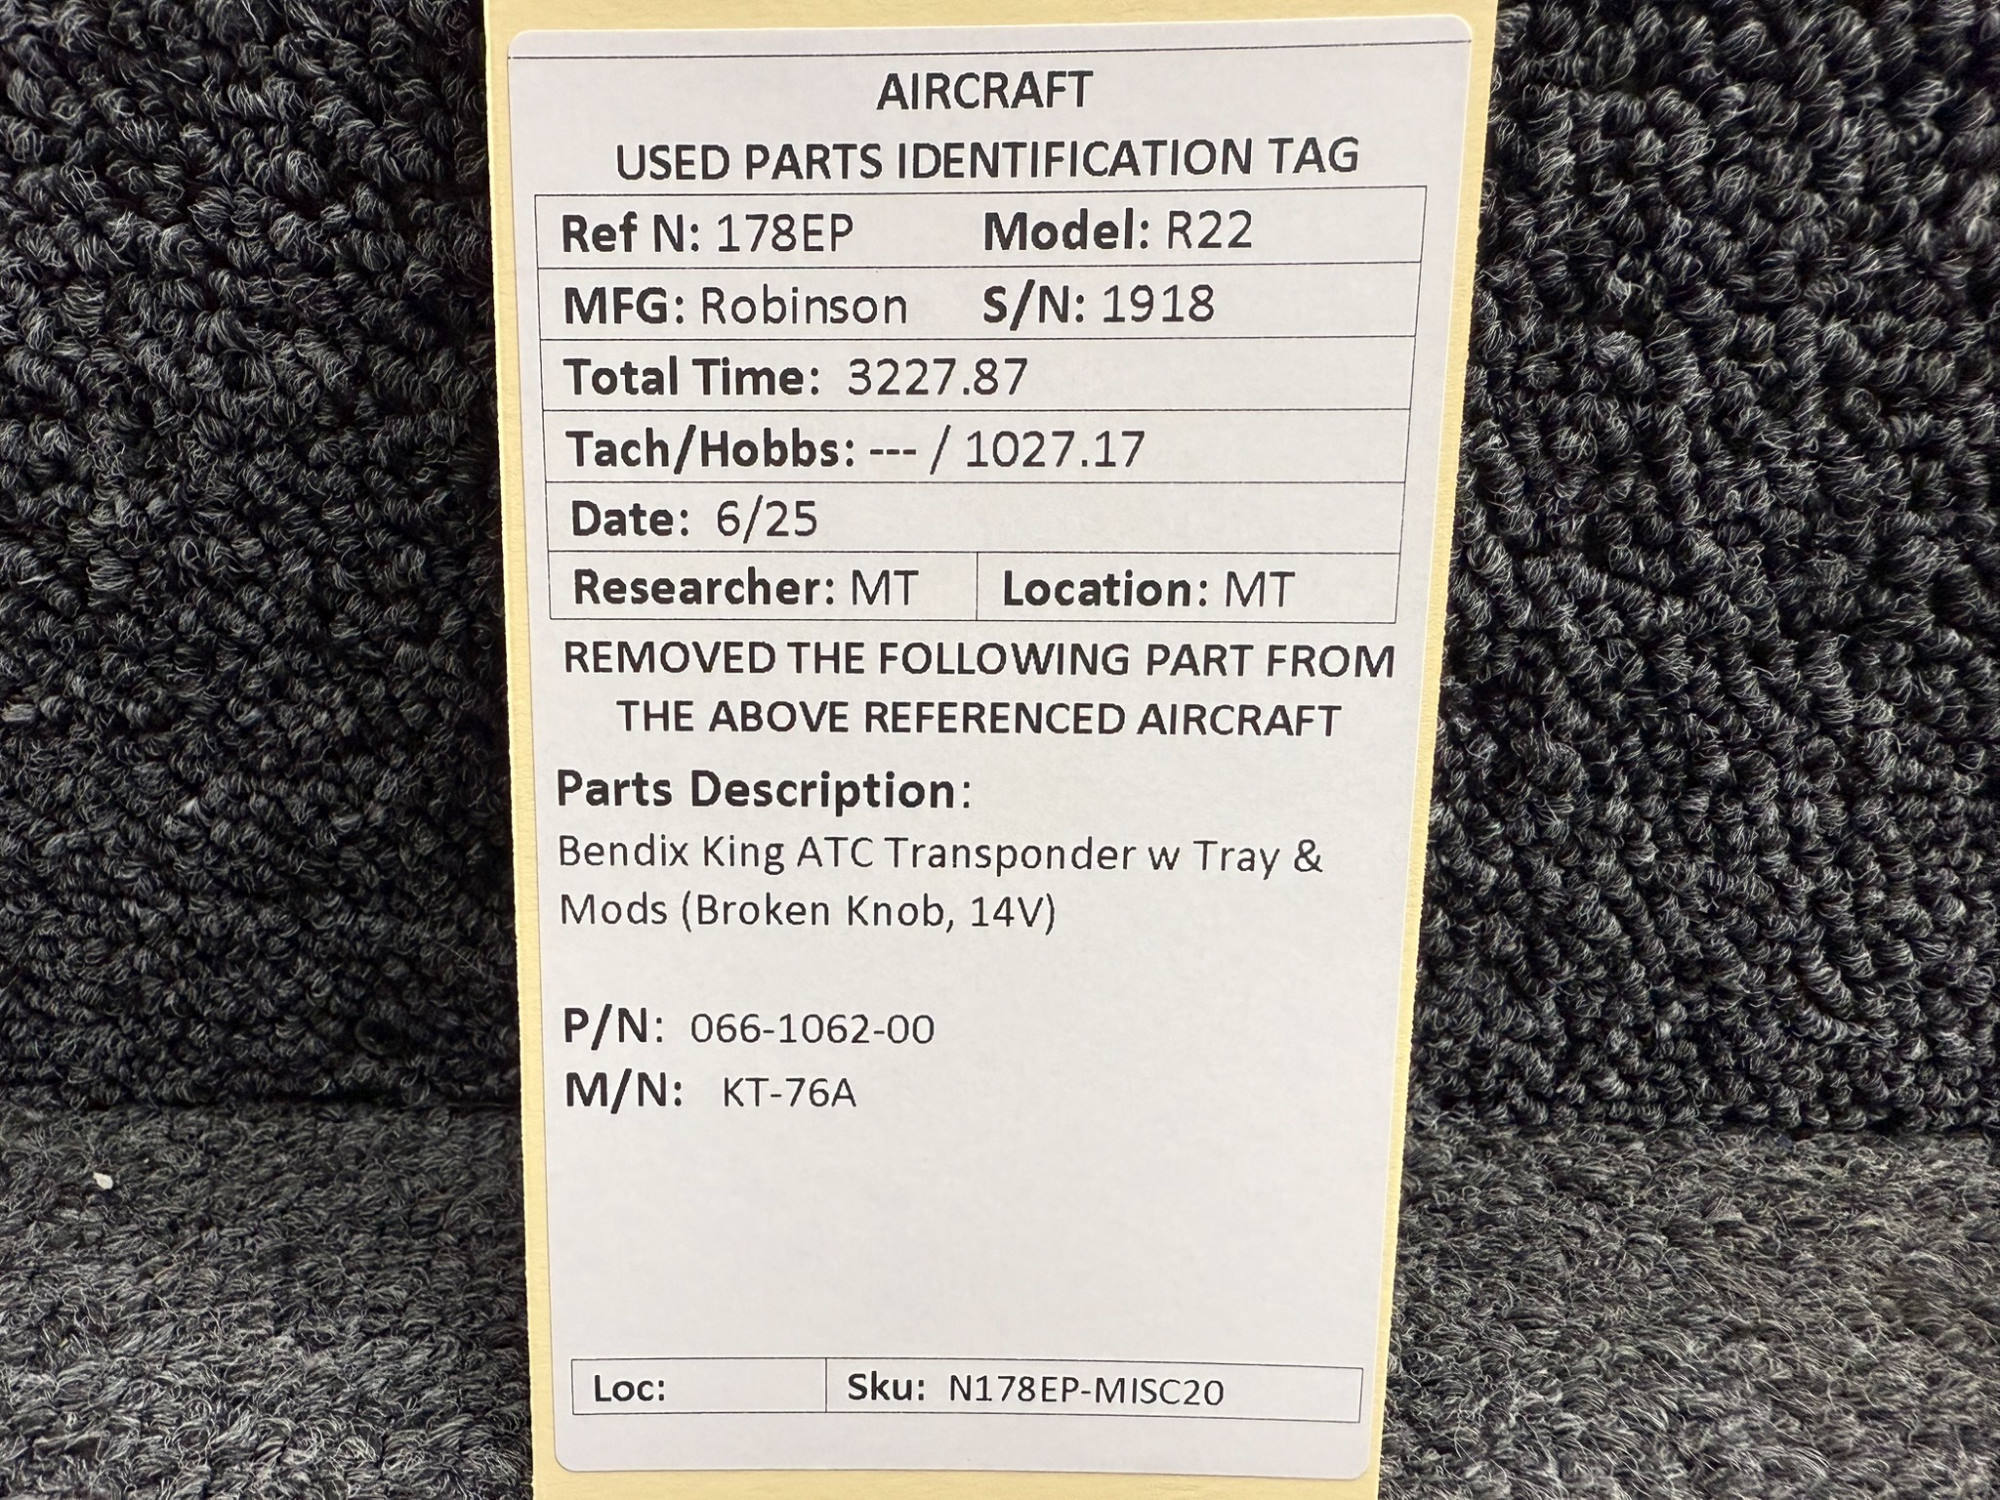 AIRCRAFT
USED PARTS IDENTIFICATION TAG
Ref N: 178EP Model: R22
MFG: Robinson S/N: 1918
Total Time: 3227.87
Tach/Hobbs: --- / 1027.17
Date: 6/25
Researcher: MT Location: MT
REMOVED THE FOLLOWING PART FROM
THE ABOVE REFERENCED AIRCRAFT
Parts Description:
Bendix King ATC Transponder w Tray &
Mods (Broken Knob, 14V)
P/N: 066-1062-00
M/N: KT-76A
Loc: Sku: N178EP-MISC20